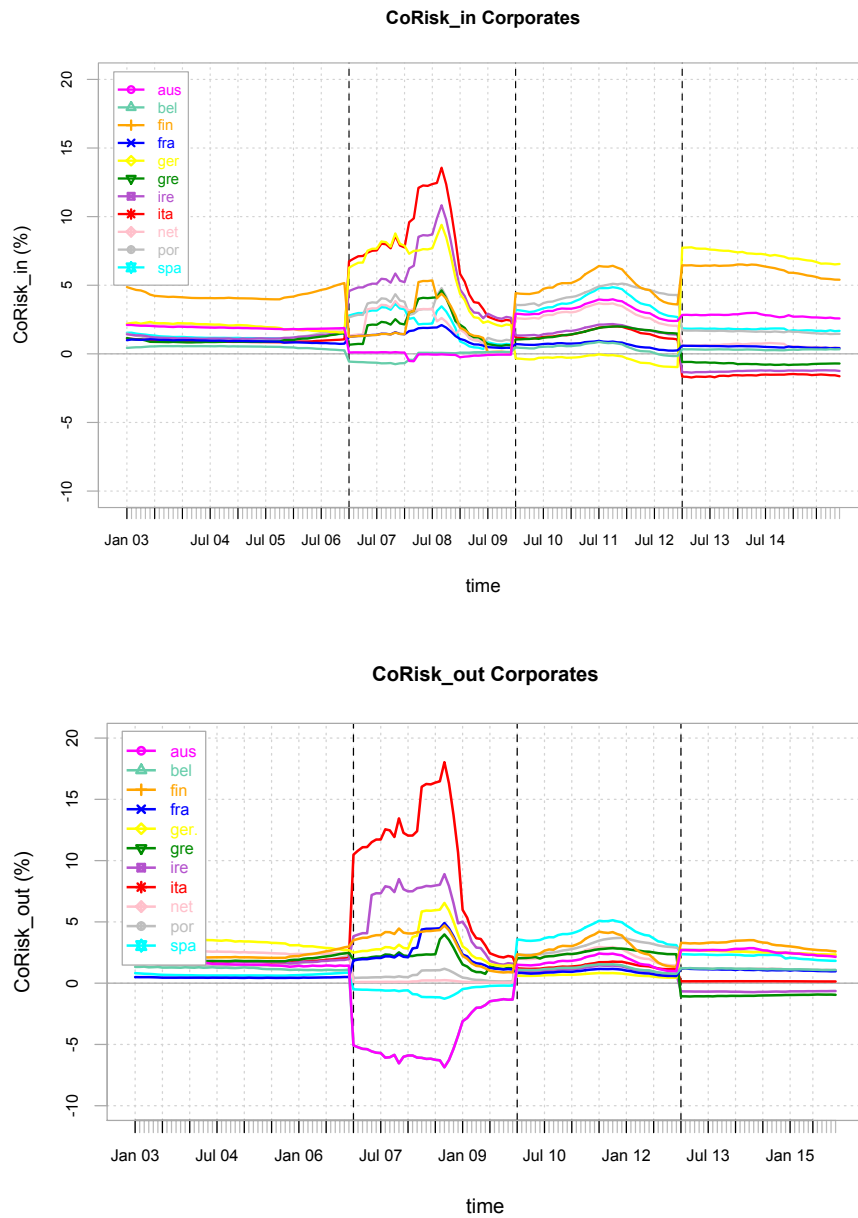 CoRisk_in Corporates
CoRisk_in (%)
20
15
10
5
0
-5
-10
aus
bel
fin
fra
ger
gre
ire
ita
net
por
spa
Jan 03 Jul 04 Jul 05 Jul 06 Jul 07 Jul 08 Jul 09 Jul 10 Jul 11 Jul 12 Jul 13 Jul 14
time
CoRisk_out Corporates
CoRisk_out (%)
20
15
10
5
0
-5
-10
aus
bel
fin
fra
ger
gre
ire
ita
net
por
spa
Jan 03 Jul 04 Jan 06 Jul 07 Jan 09 Jul 10 Jan 12 Jul 13 Jan 15
time